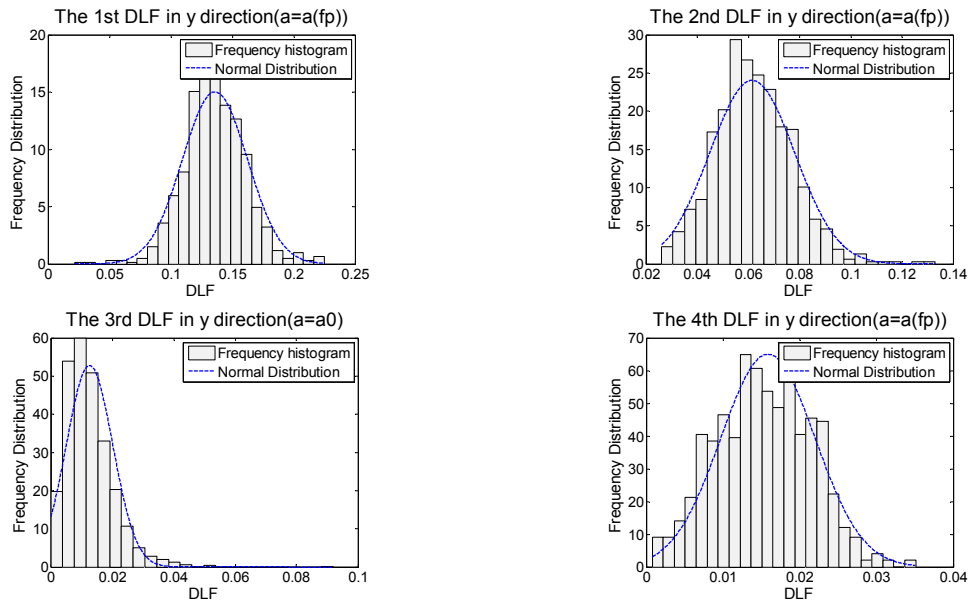 The 1st DLF in y direction(a=a(fp))
20
15
10
5
0
Frequency Distribution
Frequency histogram
Normal Distribution
0 0.05 0.1 0.15 0.2 0.25
DLF
The 2nd DLF in y direction(a=a(fp))
30
25
20
15
10
5
0
Frequency Distribution
Frequency histogram
Normal Distribution
0.02 0.04 0.06 0.08 0.1 0.12 0.14
DLF
The 3rd DLF in y direction(a=a0)
60
50
40
30
20
10
0
Frequency Distribution
Frequency histogram
Normal Distribution
0 0.02 0.04 0.06 0.08 0.1
DLF
The 4th DLF in y direction(a=a(fp))
70
60
50
40
30
20
10
0
Frequency Distribution
Frequency histogram
Normal Distribution
0 0.01 0.02 0.03 0.04
DLF